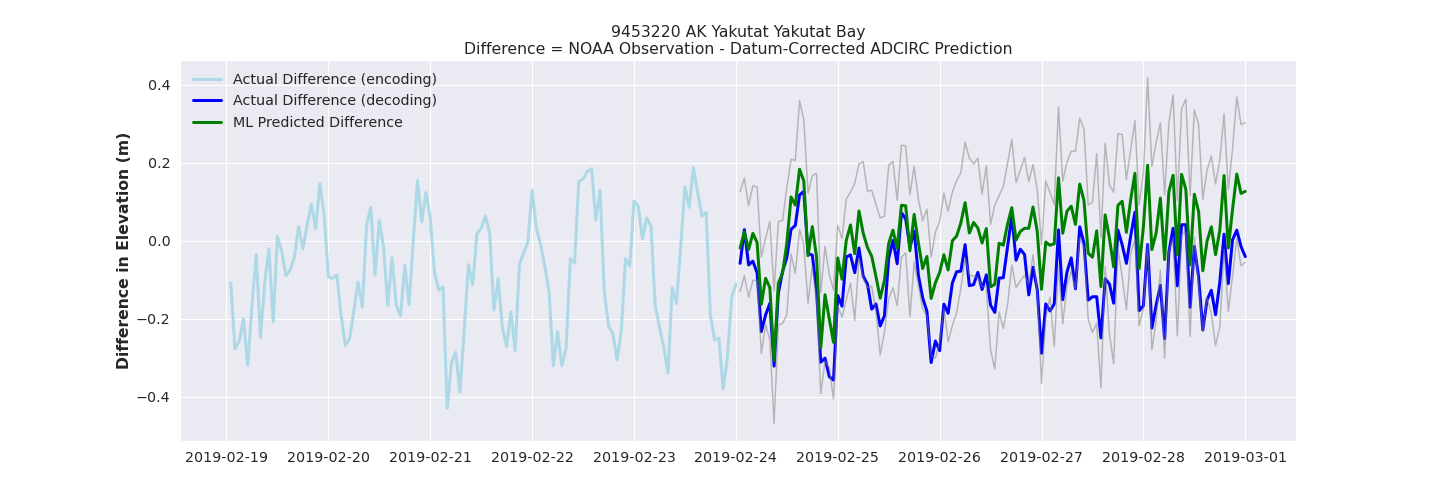 9453220 AK Yakutat Yakutat Bay
Difference = NOAA Observation - Datum-Corrected ADCIRC Prediction
Actual Difference (encoding)
Actual Difference (decoding)
ML Predicted Difference
Difference in Elevation (m)
0.4
0.2
0.0
−0.2
−0.4
2019-02-19 2019-02-20 2019-02-21 2019-02-22 2019-02-23 2019-02-24 2019-02-25 2019-02-26 2019-02-27 2019-02-28 2019-03-01